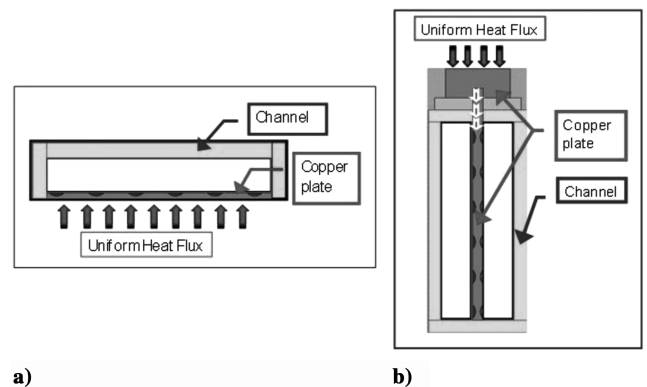 Channel
Copper
plate
Uniform Heat Flux
a)
Uniform Heat Flux
Copper
plate
Channel
b)